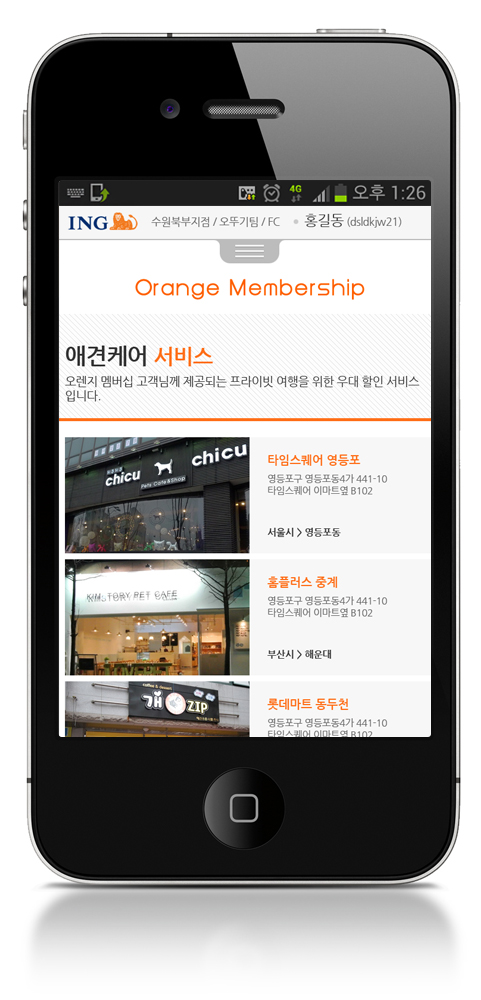 4G 오후 1:26
ING 수원북부지점 / 오뚜기팀 / FC 홍길동 (dsldkjw21)
Orange Membership
애견케어 서비스
오렌지 멤버십 고객님께 제공되는 프라이빗 여행을 위한 우대 할인 서비스
입니다.
chicu
chicu
Pets Cafe & Shop
타임스퀘어 영등포
영등포구 영등포동4가 441-10
타임스퀘어 이마트옆 B102
서울시 > 영등포동
KIM_TORY PET CAFE
홈플러스 중계
영등포구 영등포동4가 441-10
타임스퀘어 이마트옆 B102
부산시 > 해운대
개 ZIP
롯데마트 동두천
영등포구 영등포동4가 441-10
타임스퀘어 이마트옆 B102